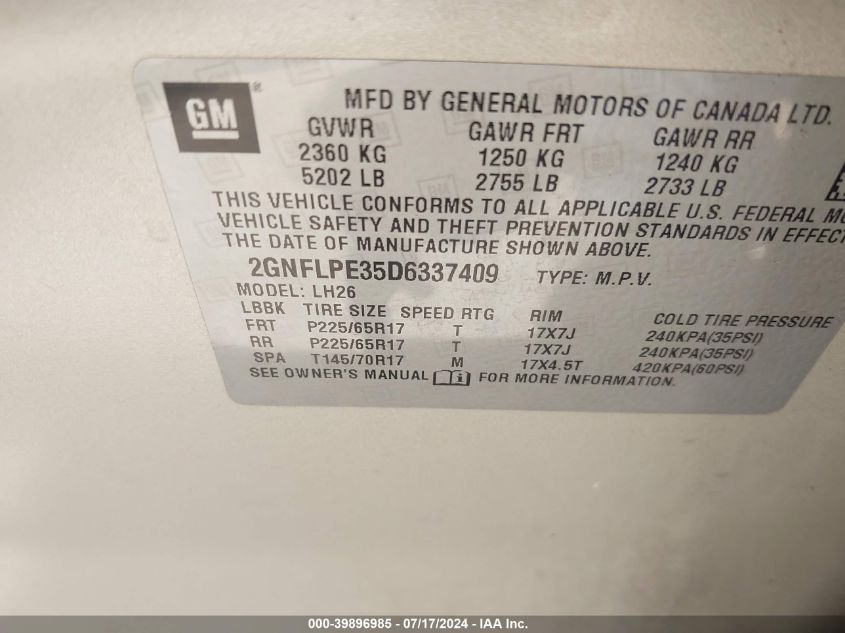 GM ®
MFD BY GENERAL MOTORS OF CANADA LTD.
GVWR GAWR FRT GAWR RR
2360 KG 1250 KG 1240 KG
5202 LB 2755 LB 2733 LB
THIS VEHICLE CONFORMS TO ALL APPLICABLE U.S. FEDERAL MO
VEHICLE SAFETY AND THEFT PREVENTION STANDARDS IN EFFECT
THE DATE OF MANUFACTURE SHOWN ABOVE.
2GNFLPE35D6337409 TYPE: M.P.V.
MODEL: LH26
LBBK TIRE SIZE SPEED RTG RIM COLD TIRE PRESSURE
FRT P225/65R17 T 17X7J 240KPA(35PSI)
RR P225/65R17 T 17X7J 240KPA(35PSI)
SPA T145/70R17 M 17X4.5T 420KPA(60PSI)
SEE OWNER'S MANUAL FOR MORE INFORMATION.
000-39896985 - 07/17/2024 - IAA Inc.